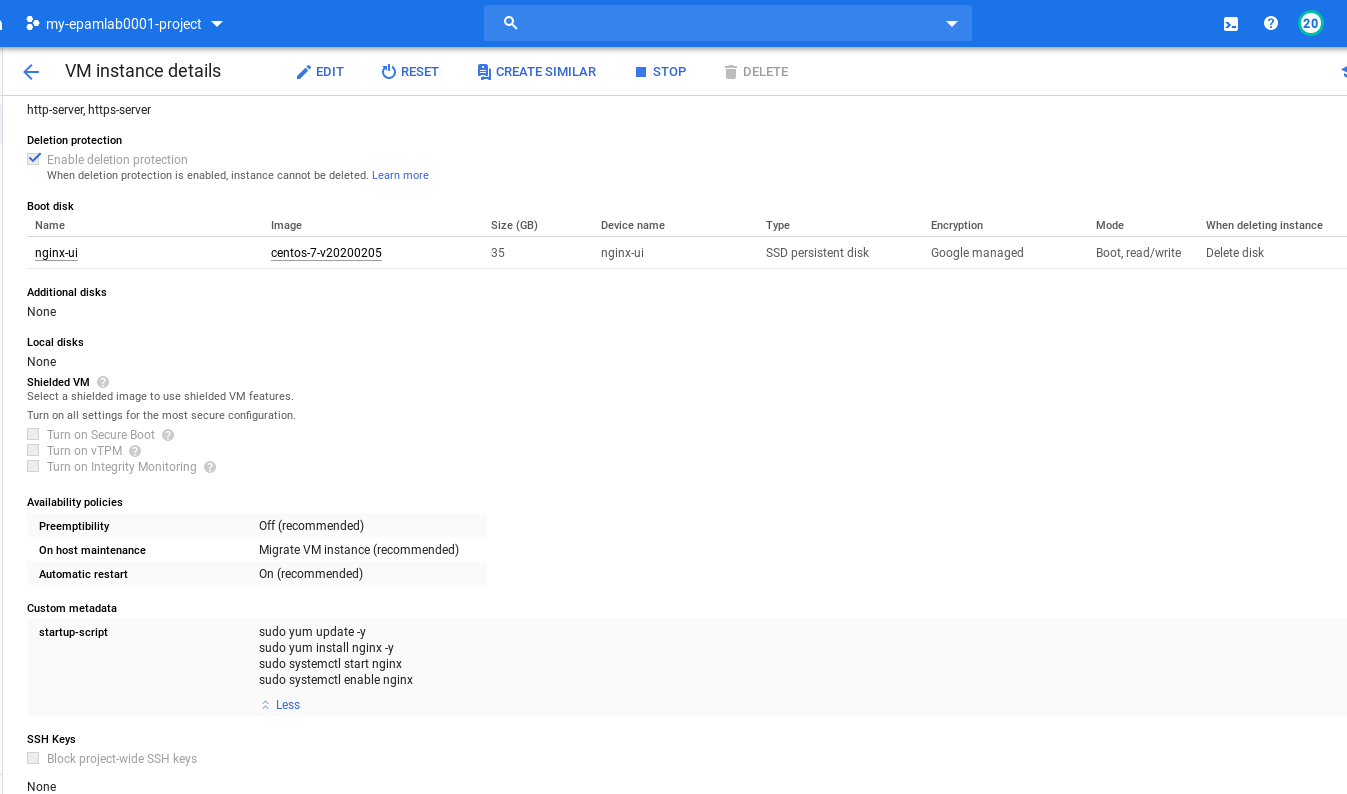 my-epamlab0001-project
20
VM instance details
EDIT
RESET
CREATE SIMILAR
STOP
DELETE
http-server, https-server
Deletion protection
Enable deletion protection
When deletion protection is enabled, instance cannot be deleted. Learn more
Boot disk
Name Image Size (GB) Device name Type Encryption Mode When deleting instance
nginx-ui centos-7-v20200205 35 nginx-ui SSD persistent disk Google managed Boot, read/write Delete disk
Additional disks
None
Local disks
None
Shielded VM ?
Select a shielded image to use shielded VM features.
Turn on all settings for the most secure configuration.
Turn on Secure Boot ?
Turn on vTPM ?
Turn on Integrity Monitoring ?
Availability policies
Preemptibility Off (recommended)
On host maintenance Migrate VM instance (recommended)
Automatic restart On (recommended)
Custom metadata
startup-script sudo yum update -y
sudo yum install nginx -y
sudo systemctl start nginx
sudo systemctl enable nginx
Less
SSH Keys
Block project-wide SSH keys
None